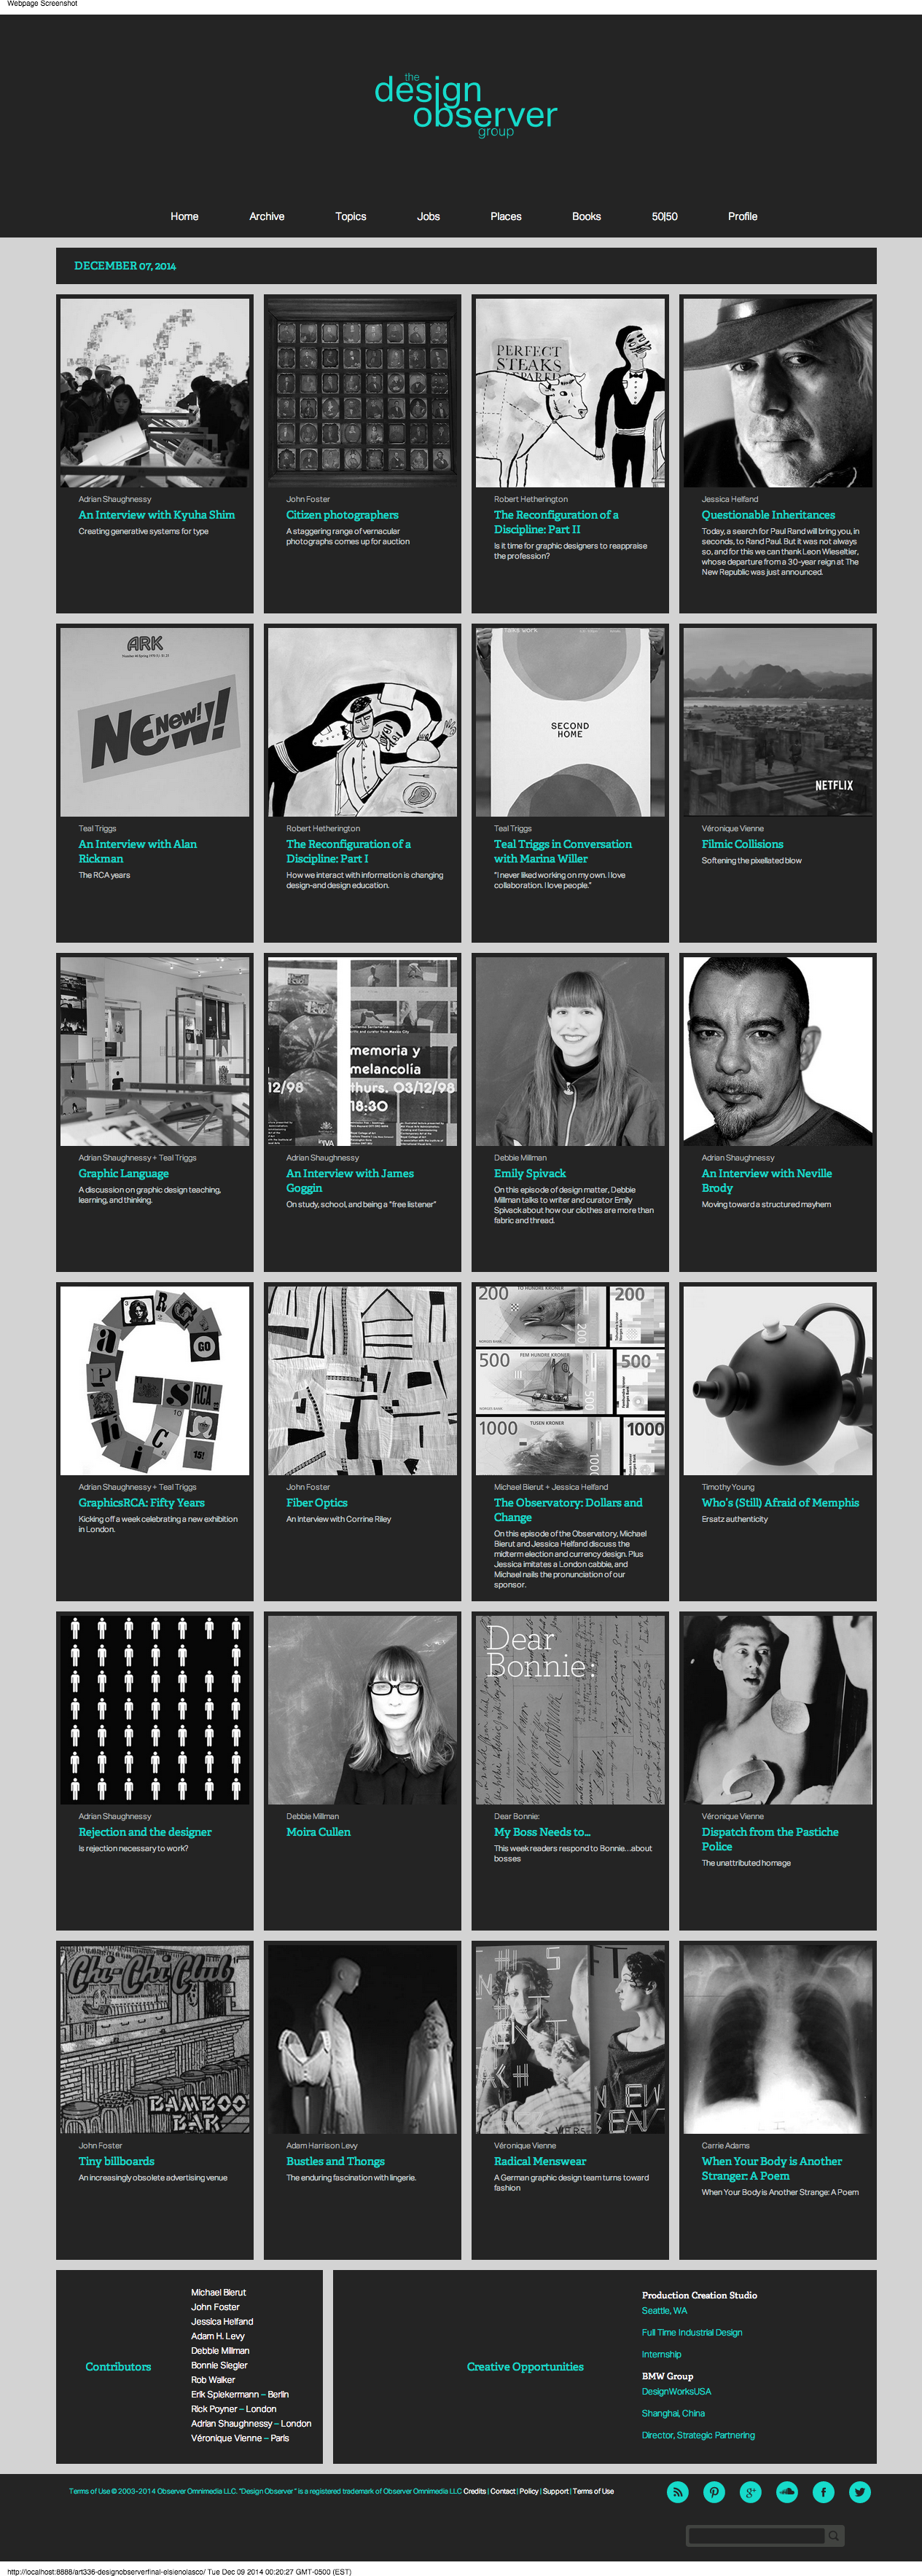 Webpage Screenshot
the
design
observer
group
Home Archive Topics Jobs Places Books 50|50 Profile
DECEMBER 07, 2014
PERFECT
STEAKS
Adrian Shaughnessy
An Interview with Kyuha Shim
Creating generative systems for type
John Foster
Citizen photographers
A staggering range of vernacular
photographs comes up for auction
Robert Hetherington
The Reconfiguration of a
Discipline: Part II
Is it time for graphic designers to reappraise
the profession?
Jessica Helfand
Questionable Inheritances
Today, a search for Paul Rand will bring you, in
seconds, to Rand Paul. But it was not always
so, and for this we can thank Leon Wieseltier,
whose departure from a 30-year reign at The
New Republic was just announced.
ARK
New!
NEW!
SECOND
HOME
NETFLIX
Teal Triggs
An Interview with Alan
Rickman
The RCA years
Robert Hetherington
The Reconfiguration of a
Discipline: Part I
How we interact with information is changing
design-and design education.
Teal Triggs
Teal Triggs in Conversation
with Marina Willer
"I never liked working on my own. I love
collaboration. I love people."
Véronique Vienne
Filmic Collisions
Softening the pixellated blow
memoria y
melancolía
12/98
thurs. 03/12/98
18:30
Adrian Shaughnessy + Teal Triggs
Graphic Language
A discussion on graphic design teaching,
learning, and thinking.
Adrian Shaughnessy
An Interview with James
Goggin
On study, school, and being a "free listener"
Debbie Millman
Emily Spivack
On this episode of design matter, Debbie
Millman talks to writer and curator Emily
Spivack about how our clothes are more than
fabric and thread.
Adrian Shaughnessy
An Interview with Neville
Brody
Moving toward a structured mayhem
R
G
GO
a
P
S
RCA
C
15!
200
TO HUNDRE KRONER
200
200
500
FEM HUNDRE KRONER
500
500
1000
TUSEN KRONER
1000
1000
Adrian Shaughnessy + Teal Triggs
GraphicsRCA: Fifty Years
Kicking off a week celebrating a new exhibition
in London.
John Foster
Fiber Optics
An Interview with Corrine Riley
Michael Bierut + Jessica Helfand
The Observatory: Dollars and
Change
On this episode of the Observatory, Michael
Bierut and Jessica Helfand discuss the
midterm election and currency design. Plus
Jessica imitates a London cabbie, and
Michael nails the pronunciation of our
sponsor.
Timothy Young
Who's (Still) Afraid of Memphis
Ersatz authenticity
Dear
Bonnie:
Adrian Shaughnessy
Rejection and the designer
Is rejection necessary to work?
Debbie Millman
Moira Cullen
Dear Bonnie:
My Boss Needs to...
This week readers respond to Bonnie...about
bosses
Véronique Vienne
Dispatch from the Pastiche
Police
The unattributed homage
Chi-Chi Club
BAMBOO
BAR
John Foster
Tiny billboards
An increasingly obsolete advertising venue
Adam Harrison Levy
Bustles and Thongs
The enduring fascination with lingerie.
Véronique Vienne
Radical Menswear
A German graphic design team turns toward
fashion
Carrie Adams
When Your Body is Another
Stranger: A Poem
When Your Body is Another Strange: A Poem
Contributors
Michael Bierut
John Foster
Jessica Helfand
Adam H. Levy
Debbie Millman
Bonnie Siegler
Rob Walker
Erik Spiekermann – Berlin
Rick Poyner – London
Adrian Shaughnessy – London
Véronique Vienne – Paris
Creative Opportunities
Production Creation Studio
Seattle, WA
Full Time Industrial Design
Internship
BMW Group
DesignWorksUSA
Shanghai, China
Director, Strategic Partnering
Terms of Use © 2003-2014 Observer Omnimedia LLC. "Design Observer" is a registered trademark of Observer Omnimedia LLC Credits | Contact | Policy | Support | Terms of Use
http://localhost:8888/art336-designobserverfinal-elsienolasco/ Tue Dec 09 2014 00:20:27 GMT-0500 (EST)